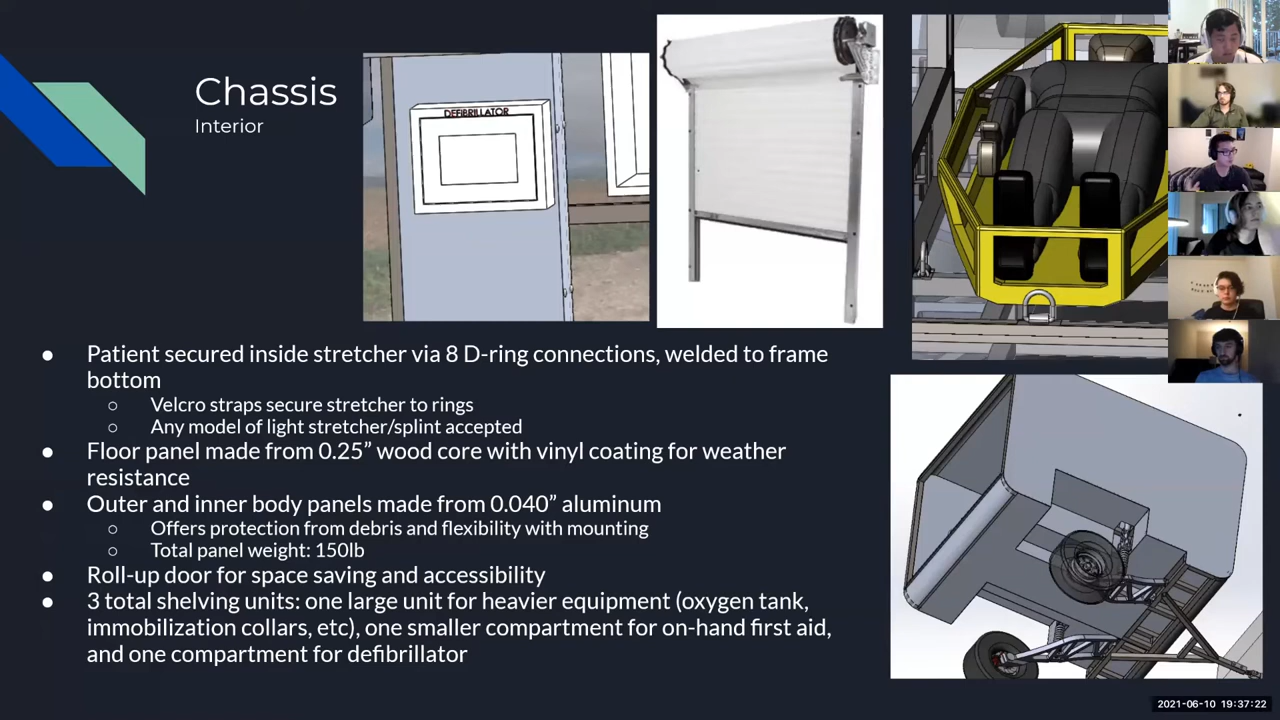 Chassis
Interior
DEFIBRILLATOR
● Patient secured inside stretcher via 8 D-ring connections, welded to frame
bottom
○ Velcro straps secure stretcher to rings
○ Any model of light stretcher/splint accepted
● Floor panel made from 0.25” wood core with vinyl coating for weather
resistance
● Outer and inner body panels made from 0.040” aluminum
○ Offers protection from debris and flexibility with mounting
○ Total panel weight: 150lb
● Roll-up door for space saving and accessibility
● 3 total shelving units: one large unit for heavier equipment (oxygen tank,
immobilization collars, etc), one smaller compartment for on-hand first aid,
and one compartment for defibrillator
2021-06-10 19:37:22